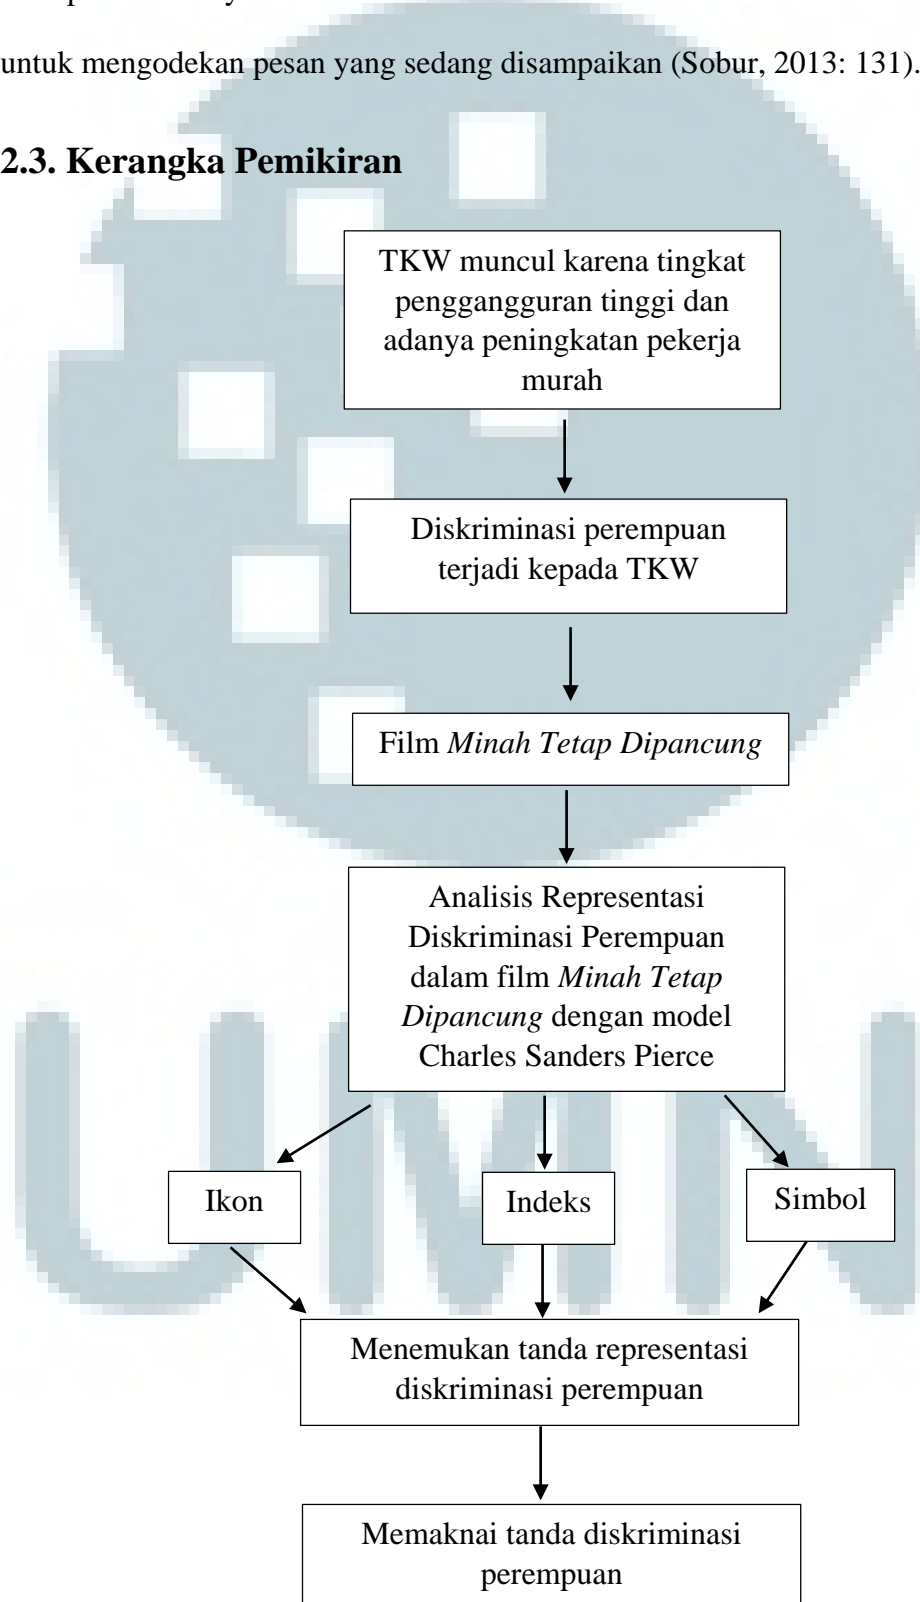 untuk mengodekan pesan yang sedang disampaikan (Sobur, 2013: 131).
2.3. Kerangka Pemikiran
TKW muncul karena tingkat
penggangguran tinggi dan
adanya peningkatan pekerja
murah
Diskriminasi perempuan
terjadi kepada TKW
Film Minah Tetap Dipancung
Analisis Representasi
Diskriminasi Perempuan
dalam film Minah Tetap
Dipancung dengan model
Charles Sanders Pierce
Ikon
Indeks
Simbol
Menemukan tanda representasi
diskriminasi perempuan
Memaknai tanda diskriminasi
perempuan
UMN